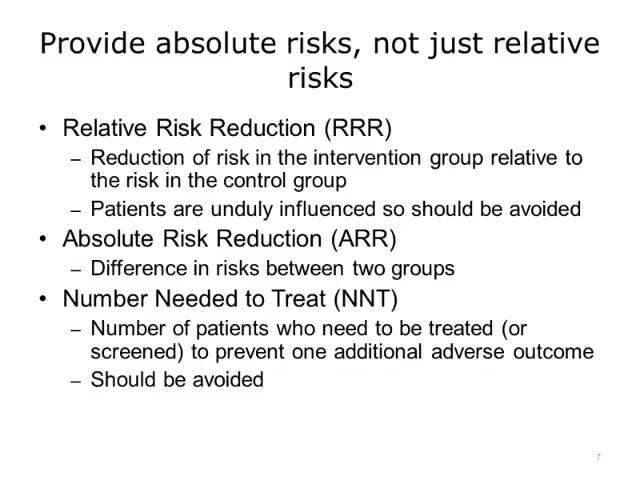 Provide absolute risks, not just relative
risks
• Relative Risk Reduction (RRR)
– Reduction of risk in the intervention group relative to
the risk in the control group
– Patients are unduly influenced so should be avoided
• Absolute Risk Reduction (ARR)
– Difference in risks between two groups
• Number Needed to Treat (NNT)
– Number of patients who need to be treated (or
screened) to prevent one additional adverse outcome
– Should be avoided
7